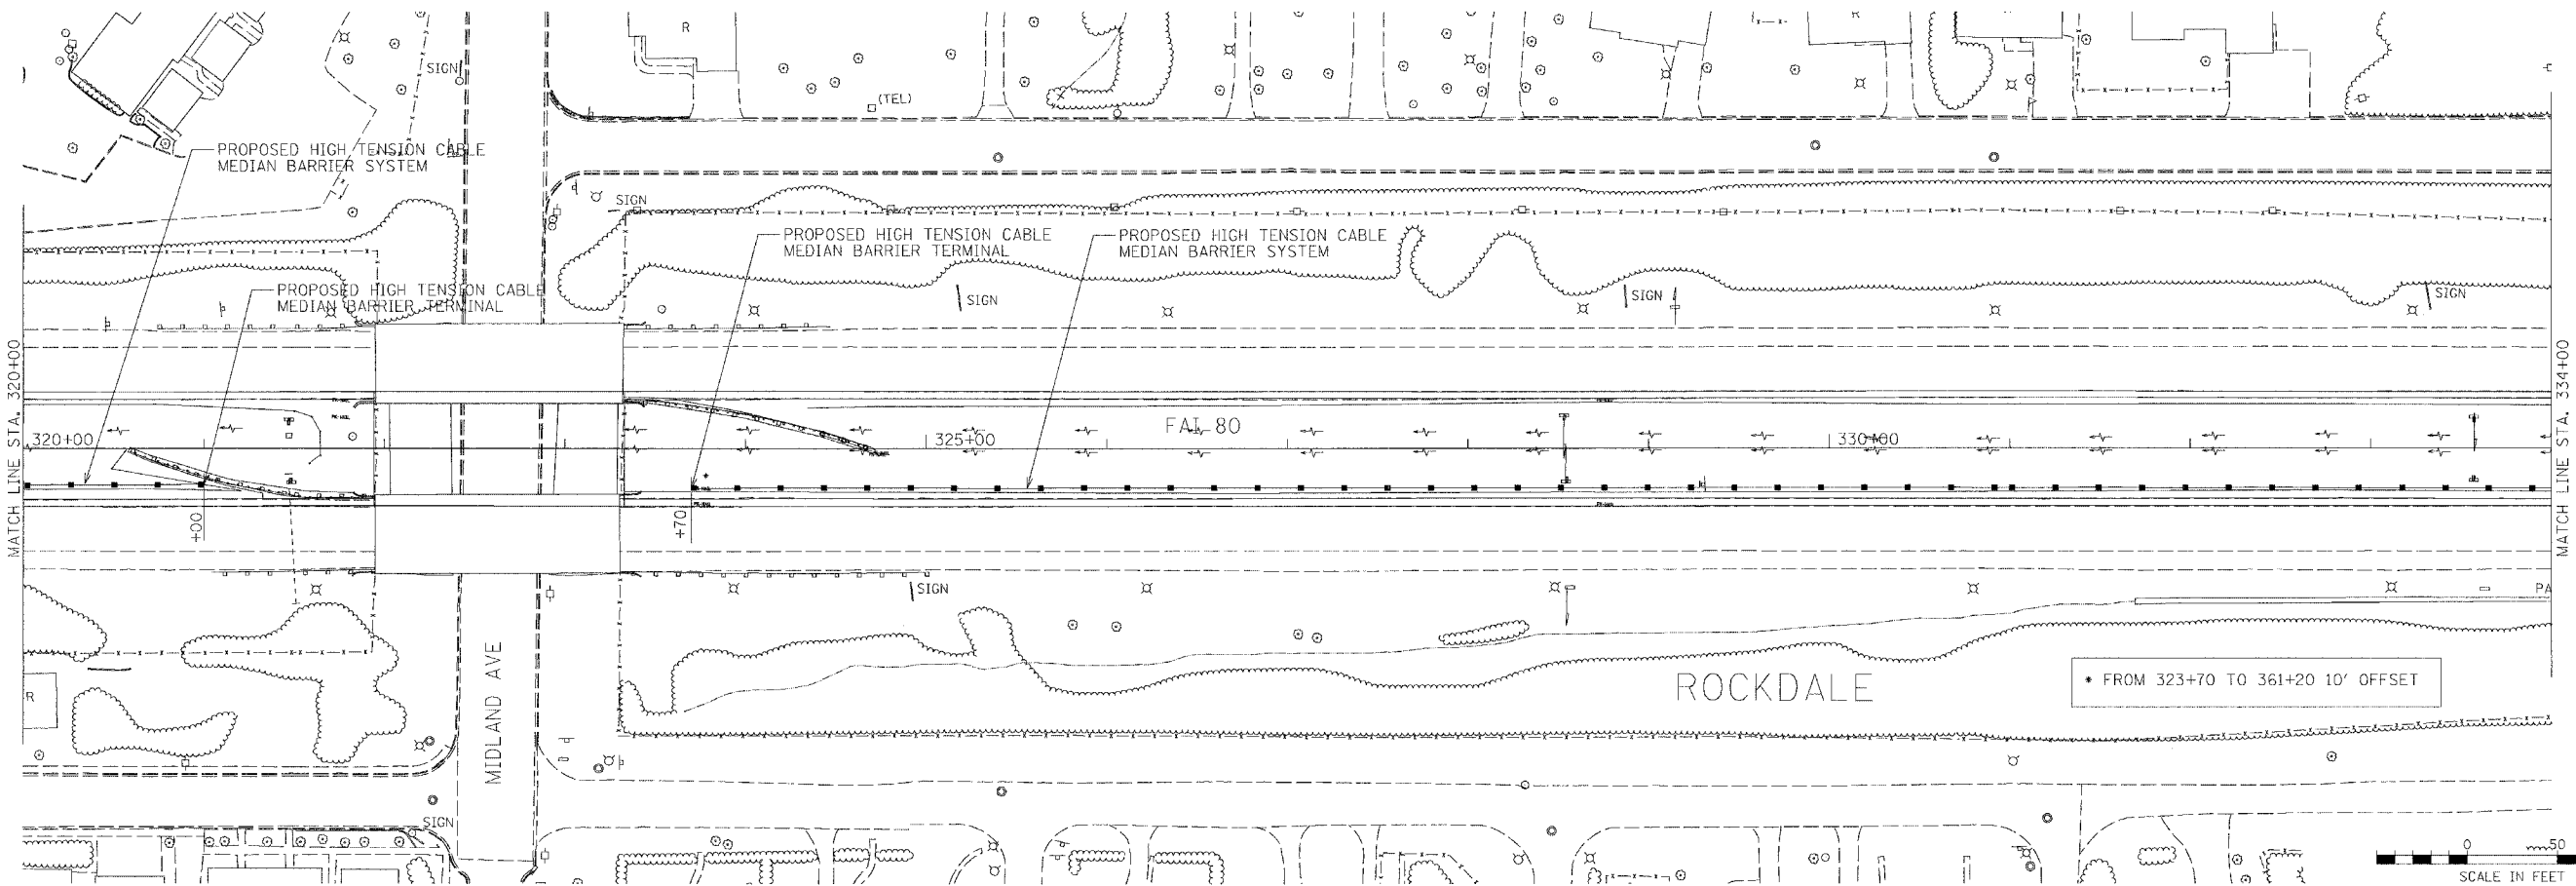 R
R
SIGN
(TEL)
PROPOSED HIGH TENSION CABLE
MEDIAN BARRIER SYSTEM
SIGN
PROPOSED HIGH TENSION CABLE
MEDIAN BARRIER TERMINAL
PROPOSED HIGH TENSION CABLE
MEDIAN BARRIER SYSTEM
PROPOSED HIGH TENSION CABLE
MEDIAN BARRIER TERMINAL
SIGN
SIGN
SIGN
MATCH LINE STA. 320+00
MATCH LINE STA. 334+00
320+00
325+00
FAI 80
330+00
+00
+70
SIGN
PA
MIDLAND AVE
R
ROCKDALE
* FROM 323+70 TO 361+20 10' OFFSET
SIGN
0 50
SCALE IN FEET